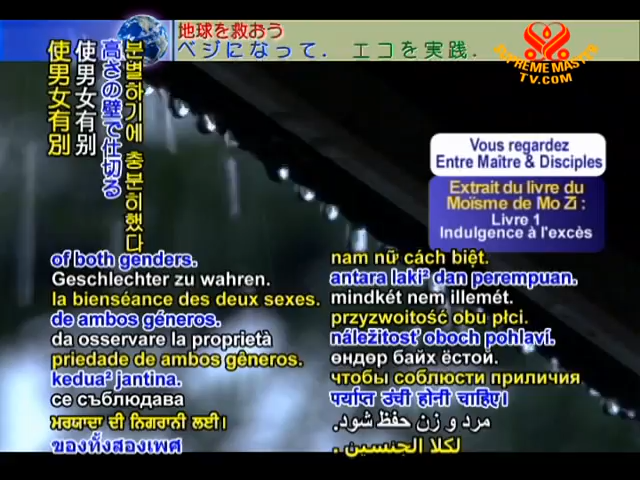 地球を救おう
ベジになって. エコを実践.
SUPREME MASTER
TV.COM
Vous regardez
Entre Maître & Disciples
Extrait du livre du
Moïsme de Mo Zi :
Livre 1
Indulgence à l'excès
분별하기에 충분히했다
高さの壁で仕切る
使男女有别
使男女有別
of both genders.
Geschlechter zu wahren.
la bienséance des deux sexes.
de ambos géneros.
da osservare la proprietà
priedade de ambos gêneros.
kedua² jantina.
се съблюдава
ਮਰਯਾਦਾ ਦੀ ਨਿਗਰਾਨੀ ਲਈ।
ของทั้งสองเพศ
nam nữ cách biệt.
antara laki² dan perempuan.
mindkét nem illemét.
przyzwoitość obu płci.
náležitosť oboch pohlaví.
өндөр байх ёстой.
чтобы соблюсти приличия
पर्याप्त उंची होनी चाहिए।
مرد و زن حفظ شود.
لكلا الجنسين .